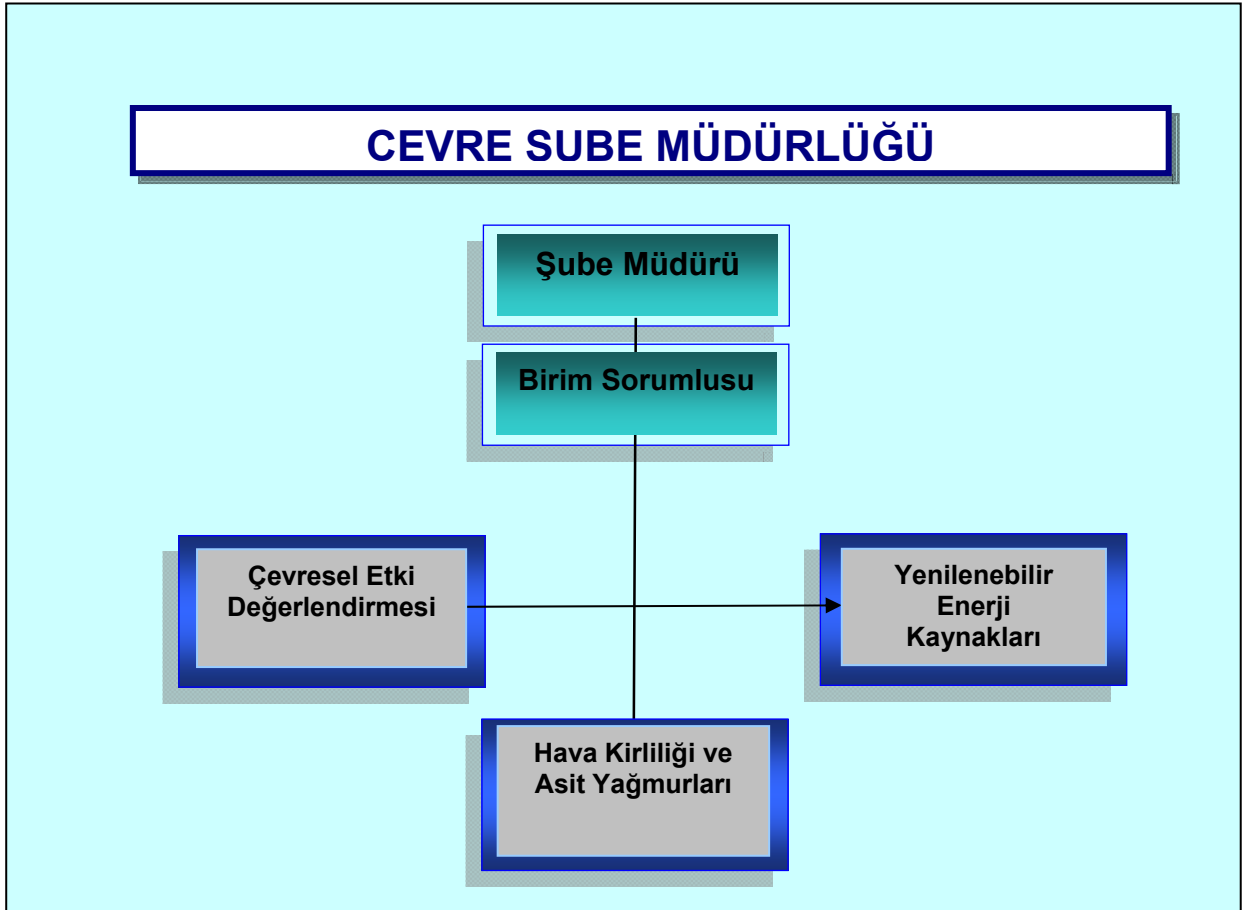 CEVRE SUBE MÜDÜRLÜĞÜ
Şube Müdürü
Birim Sorumlusu
Çevresel Etki
Değerlendirmesi
Yenilenebilir
Enerji
Kaynakları
Hava Kirliliği ve
Asit Yağmurları